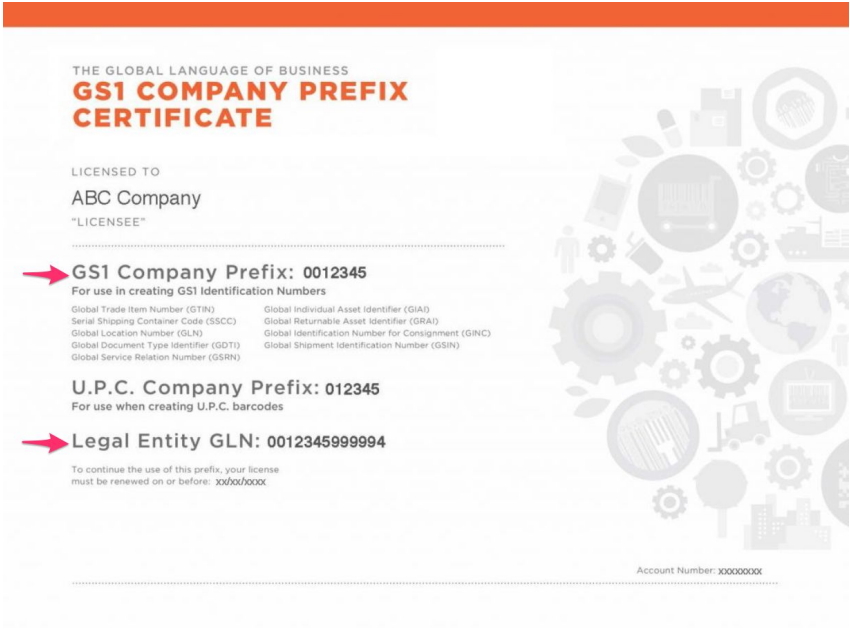 THE GLOBAL LANGUAGE OF BUSINESS
GS1 COMPANY PREFIX
CERTIFICATE
LICENSED TO
ABC Company
"LICENSEE"
GS1 Company Prefix: 0012345
For use in creating GS1 Identification Numbers
Global Trade Item Number (GTIN)
Serial Shipping Container Code (SSCC)
Global Location Number (GLN)
Global Document Type Identifier (GDTI)
Global Service Relation Number (GSRN)
Global Individual Asset Identifier (GIAI)
Global Returnable Asset Identifier (GRAI)
Global Identification Number for Consignment (GINC)
Global Shipment Identification Number (GSIN)
U.P.C. Company Prefix: 012345
For use when creating U.P.C. barcodes
Legal Entity GLN: 0012345999994
To continue the use of this prefix, your license
must be renewed on or before: xx/xx/xxxx
Account Number: xxxxxxxx